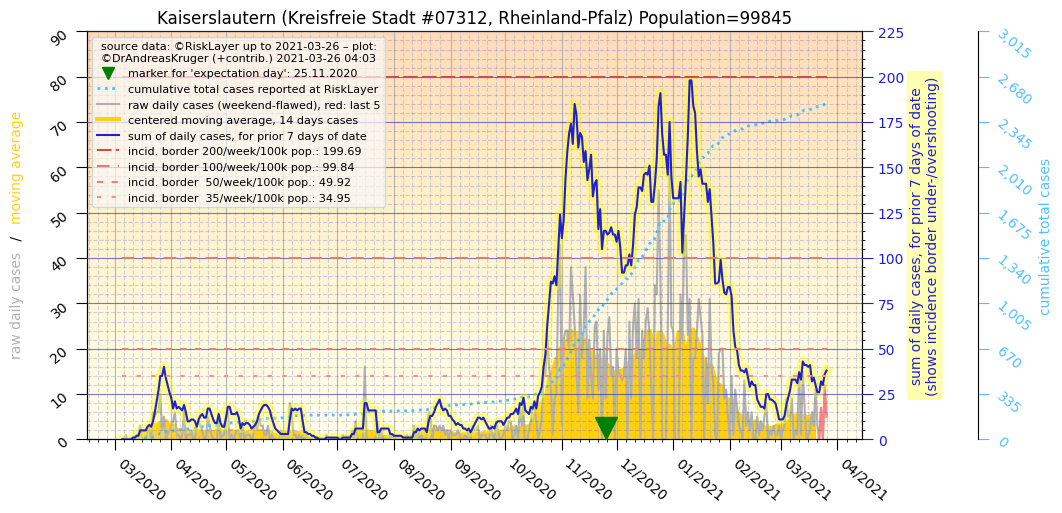 Kaiserslautern (Kreisfreie Stadt #07312, Rheinland-Pfalz) Population=99845
source data: ©RiskLayer up to 2021-03-26 – plot:
©DrAndreasKruger (+contrib.) 2021-03-26 04:03
marker for 'expectation day': 25.11.2020
cumulative total cases reported at RiskLayer
raw daily cases (weekend-flawed), red: last 5
centered moving average, 14 days cases
sum of daily cases, for prior 7 days of date
incid. border 200/week/100k pop.: 199.69
incid. border 100/week/100k pop.: 99.84
incid. border  50/week/100k pop.: 49.92
incid. border  35/week/100k pop.: 34.95
raw daily cases / moving average
90
80
70
60
50
40
30
20
10
0
03/2020
04/2020
05/2020
06/2020
07/2020
08/2020
09/2020
10/2020
11/2020
12/2020
01/2021
02/2021
03/2021
04/2021
225
200
175
150
125
100
75
50
25
0
sum of daily cases, for prior 7 days of date
(shows incidence border under-/overshooting)
3,015
2,680
2,345
2,010
1,675
1,340
1,005
670
335
0
cumulative total cases